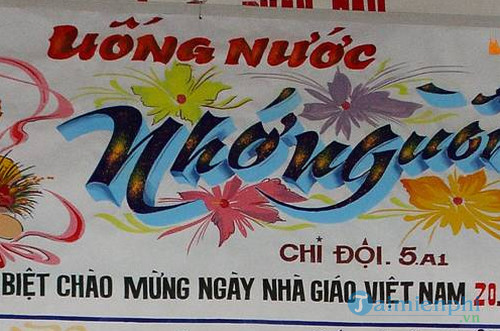 UỐNG NƯỚC
Nhớ nguồn
CHI ĐỘI. 5.A1
BIỆT CHÀO MỪNG NGÀY NHÀ GIÁO VIỆT NAM 20.
Taimienphi
.vn